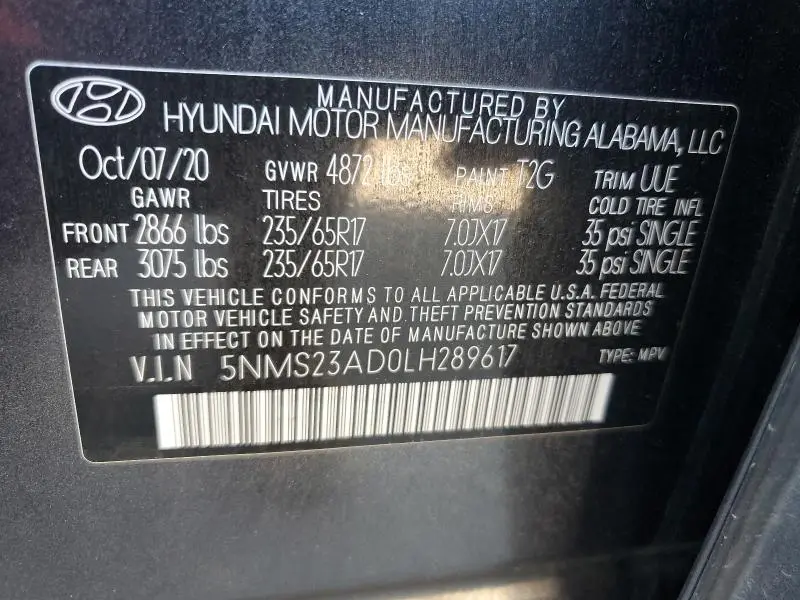 MANUFACTURED BY
HYUNDAI MOTOR MANUFACTURING ALABAMA, LLC
Oct/07/20 GVWR 4872 lbs PAINT T2G TRIM UUE
GAWR TIRES RIMS COLD TIRE INFL
FRONT 2866 lbs 235/65R17 7.0JX17 35 psi SINGLE
REAR 3075 lbs 235/65R17 7.0JX17 35 psi SINGLE
THIS VEHICLE CONFORMS TO ALL APPLICABLE U.S.A. FEDERAL
MOTOR VEHICLE SAFETY AND THEFT PREVENTION STANDARDS
IN EFFECT ON THE DATE OF MANUFACTURE SHOWN ABOVE
V.I.N 5NMS23AD0LH289617 TYPE: MPV